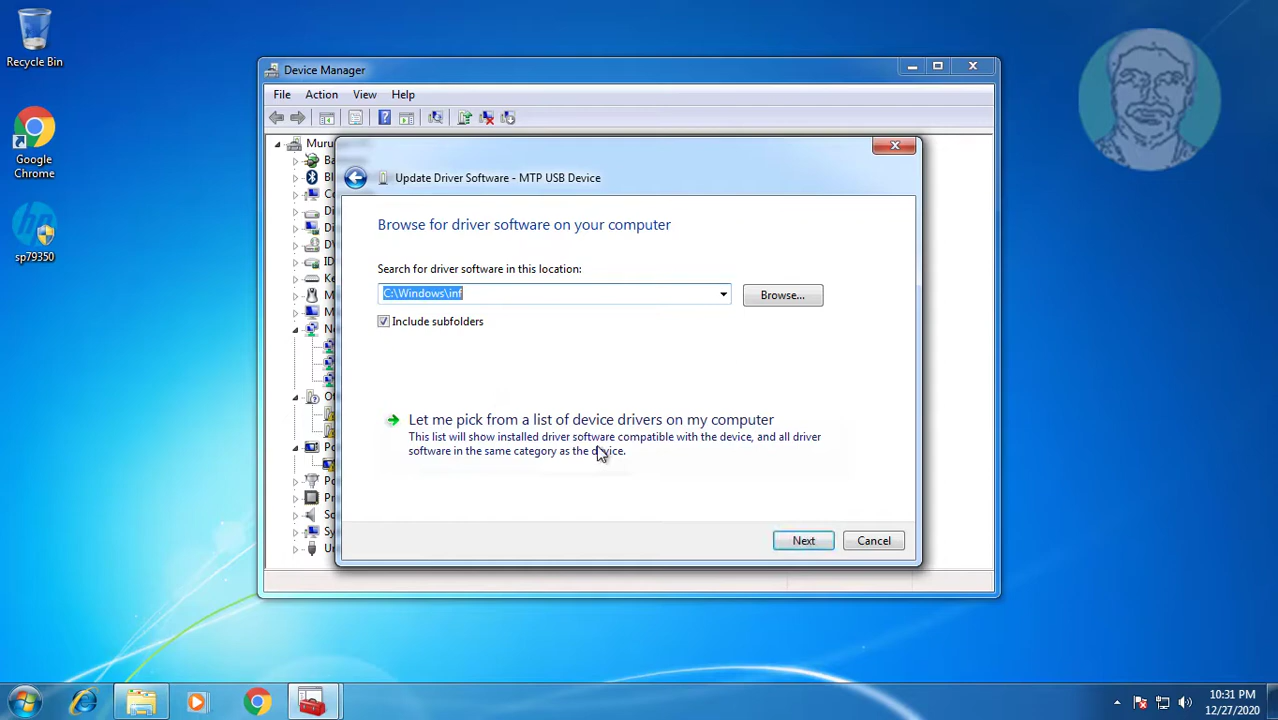 Recycle Bin
Google
Chrome
sp79350
Device Manager
File Action View Help
Update Driver Software - MTP USB Device
Browse for driver software on your computer
Search for driver software in this location:
C:\Windows\inf
Browse...
Include subfolders
Let me pick from a list of device drivers on my computer
This list will show installed driver software compatible with the device, and all driver
software in the same category as the device.
Next Cancel
10:31 PM
12/27/2020